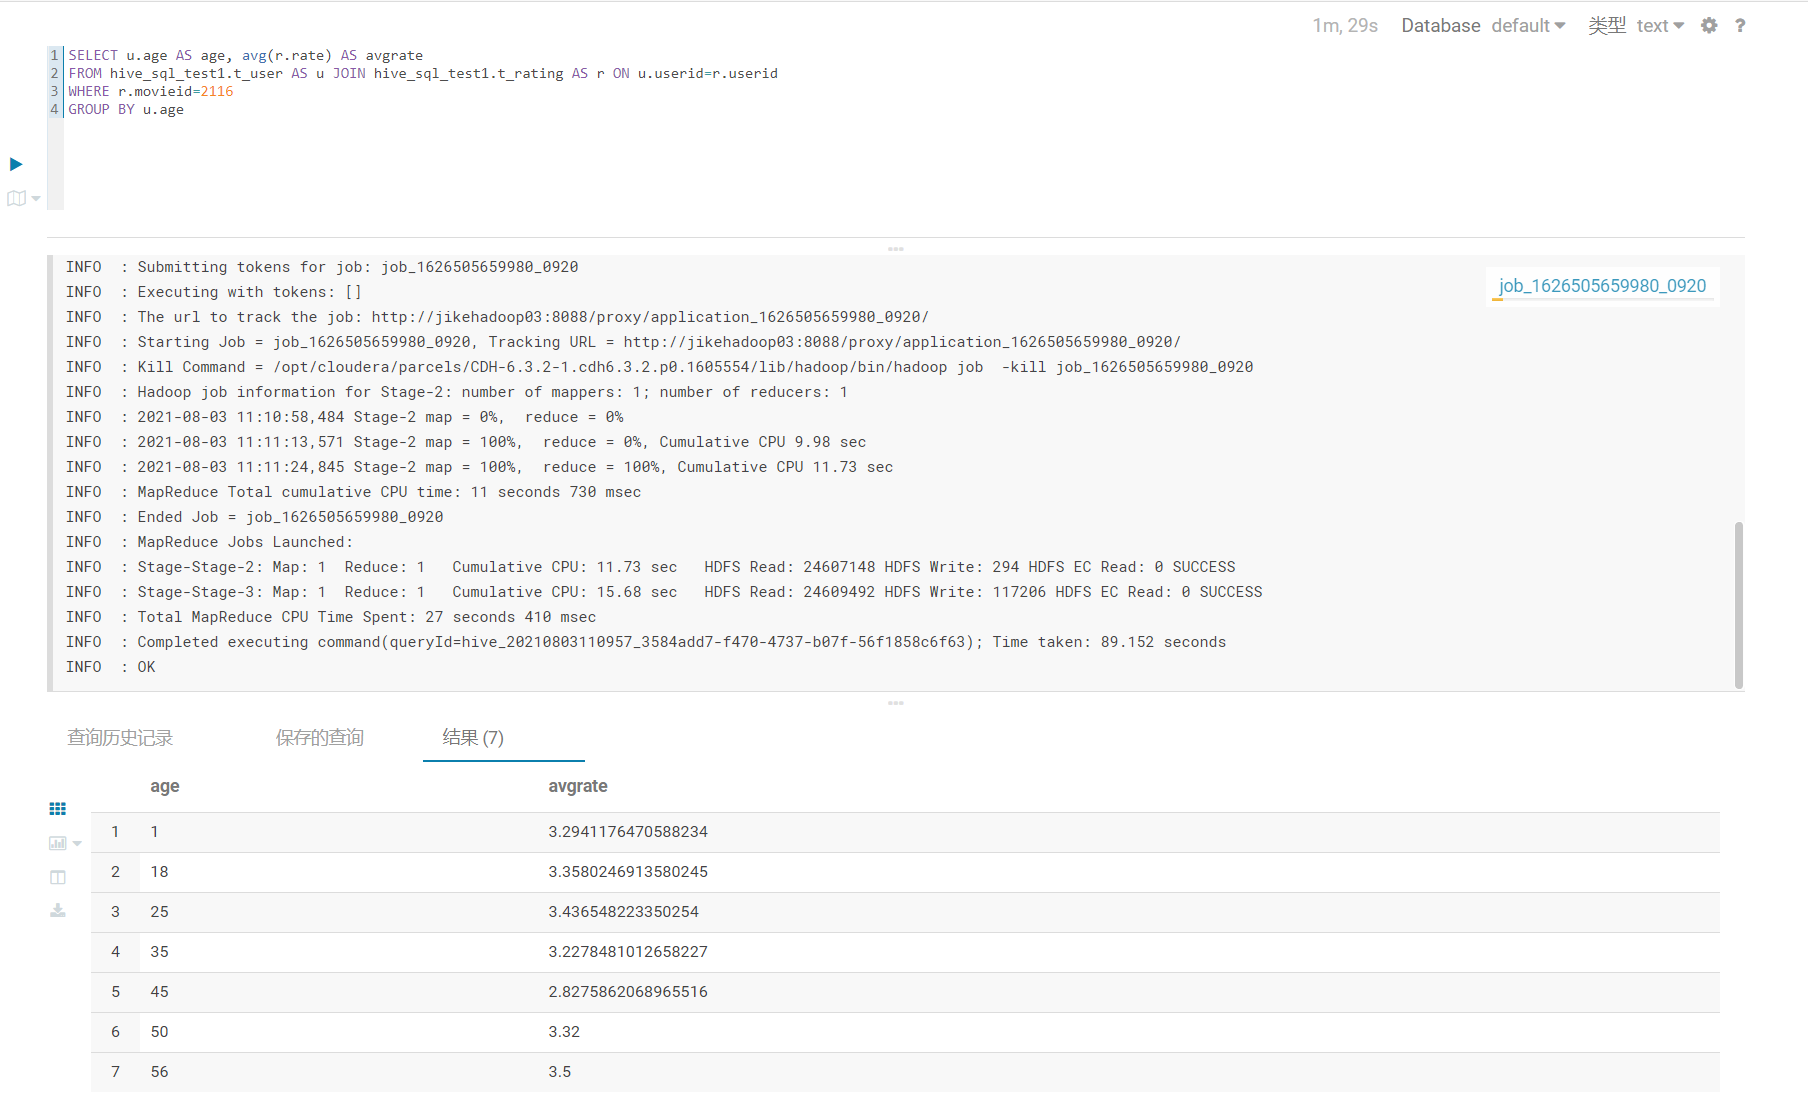 1m, 29s Database default 类型 text ?
1 SELECT u.age AS age, avg(r.rate) AS avgrate
2 FROM hive_sql_test1.t_user AS u JOIN hive_sql_test1.t_rating AS r ON u.userid=r.userid
3 WHERE r.movieid=2116
4 GROUP BY u.age
INFO : Submitting tokens for job: job_1626505659980_0920
job_1626505659980_0920
INFO : Executing with tokens: []
INFO : The url to track the job: http://jikehadoop03:8088/proxy/application_1626505659980_0920/
INFO : Starting Job = job_1626505659980_0920, Tracking URL = http://jikehadoop03:8088/proxy/application_1626505659980_0920/
INFO : Kill Command = /opt/cloudera/parcels/CDH-6.3.2-1.cdh6.3.2.p0.1605554/lib/hadoop/bin/hadoop job -kill job_1626505659980_0920
INFO : Hadoop job information for Stage-2: number of mappers: 1; number of reducers: 1
INFO : 2021-08-03 11:10:58,484 Stage-2 map = 0%, reduce = 0%
INFO : 2021-08-03 11:11:13,571 Stage-2 map = 100%, reduce = 0%, Cumulative CPU 9.98 sec
INFO : 2021-08-03 11:11:24,845 Stage-2 map = 100%, reduce = 100%, Cumulative CPU 11.73 sec
INFO : MapReduce Total cumulative CPU time: 11 seconds 730 msec
INFO : Ended Job = job_1626505659980_0920
INFO : MapReduce Jobs Launched:
INFO : Stage-Stage-2: Map: 1 Reduce: 1 Cumulative CPU: 11.73 sec HDFS Read: 24607148 HDFS Write: 294 HDFS EC Read: 0 SUCCESS
INFO : Stage-Stage-3: Map: 1 Reduce: 1 Cumulative CPU: 15.68 sec HDFS Read: 24609492 HDFS Write: 117206 HDFS EC Read: 0 SUCCESS
INFO : Total MapReduce CPU Time Spent: 27 seconds 410 msec
INFO : Completed executing command(queryId=hive_20210803110957_3584add7-f470-4737-b07f-56f1858c6f63); Time taken: 89.152 seconds
INFO : OK
查询历史记录 保存的查询 结果 (7)
age avgrate
1 1 3.2941176470588234
2 18 3.3580246913580245
3 25 3.436548223350254
4 35 3.2278481012658227
5 45 2.8275862068965516
6 50 3.32
7 56 3.5